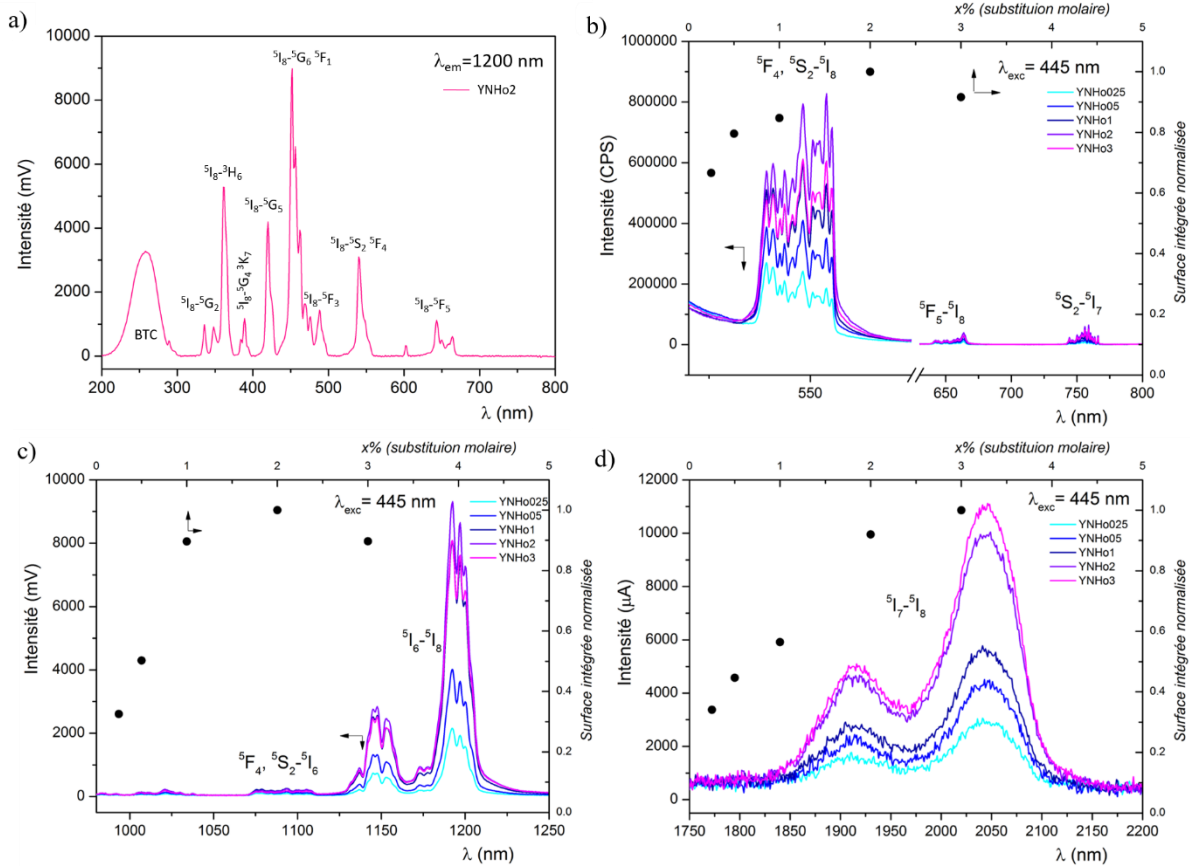 a)
10000
8000
6000
4000
2000
0
Intensité (mV)
λem=1200 nm
YNHo2
⁵I₈-⁵G₆ ⁵F₁
⁵I₈-³H₆
⁵I₈-⁵G₅
⁵I₈-⁵S₂ ⁵F₄
⁵I₈-⁵G₂
⁵I₈-⁵G₄ ³K₇
⁵I₈-⁵F₃
⁵I₈-⁵F₅
BTC
200 300 400 500 600 700 800
λ (nm)
b)
x% (substituion molaire)
0 1 2 3 4 5
1000000
900000
800000
700000
600000
500000
400000
300000
200000
100000
0
Intensité (CPS)
⁵F₄, ⁵S₂-⁵I₈
λexc= 445 nm
YNHo025
YNHo05
YNHo1
YNHo2
YNHo3
⁵F₅-⁵I₈
⁵S₂-⁵I₇
1.0
0.8
0.6
0.4
0.2
0.0
Surface intégrée normalisée
550 650 700 750 800
λ (nm)
c)
x% (substituion molaire)
0 1 2 3 4 5
10000
8000
6000
4000
2000
0
Intensité (mV)
λexc= 445 nm
YNHo025
YNHo05
YNHo1
YNHo2
YNHo3
⁵I₆-⁵I₈
⁵F₄, ⁵S₂-⁵I₆
1.0
0.8
0.6
0.4
0.2
0.0
Surface intégrée normalisée
1000 1050 1100 1150 1200 1250
λ (nm)
d)
x% (substituion molaire)
0 1 2 3 4 5
12000
10000
8000
6000
4000
2000
0
Intensité (µA)
λexc= 445 nm
YNHo025
YNHo05
YNHo1
YNHo2
YNHo3
⁵I₇-⁵I₈
1.0
0.8
0.6
0.4
0.2
0.0
Surface intégrée normalisée
1750 1800 1850 1900 1950 2000 2050 2100 2150 2200
λ (nm)